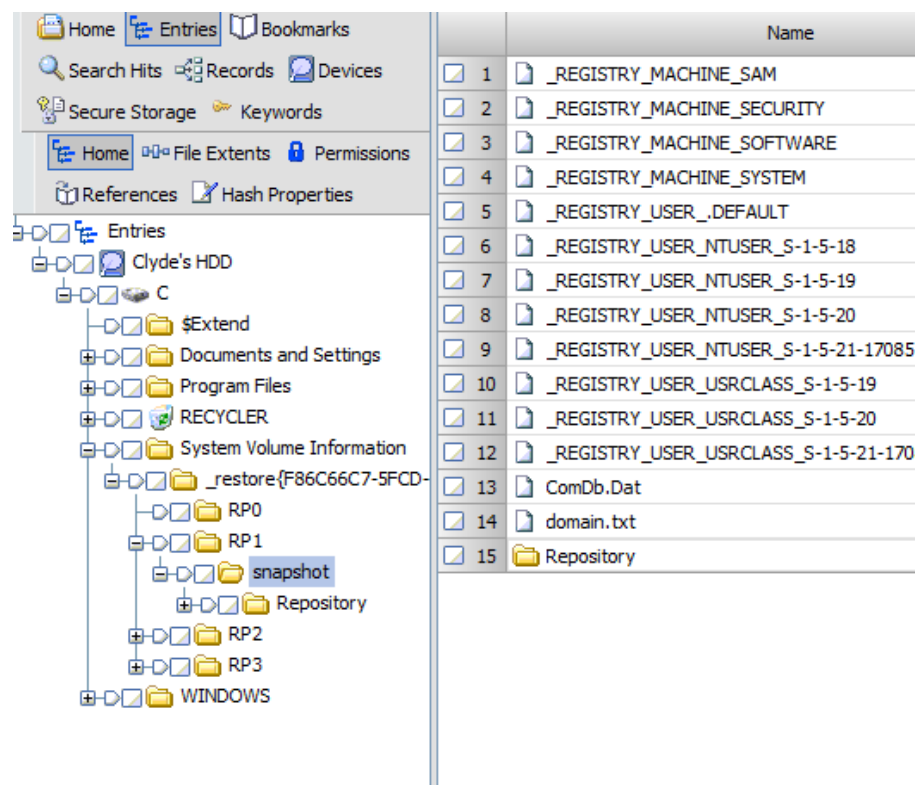 Home Entries Bookmarks
Search Hits Records Devices
Secure Storage Keywords
Home File Extents Permissions
References Hash Properties
Entries
Clyde's HDD
C
$Extend
Documents and Settings
Program Files
RECYCLER
System Volume Information
_restore{F86C66C7-5FCD-
RP0
RP1
snapshot
Repository
RP2
RP3
WINDOWS
Name
1 _REGISTRY_MACHINE_SAM
2 _REGISTRY_MACHINE_SECURITY
3 _REGISTRY_MACHINE_SOFTWARE
4 _REGISTRY_MACHINE_SYSTEM
5 _REGISTRY_USER_.DEFAULT
6 _REGISTRY_USER_NTUSER_S-1-5-18
7 _REGISTRY_USER_NTUSER_S-1-5-19
8 _REGISTRY_USER_NTUSER_S-1-5-20
9 _REGISTRY_USER_NTUSER_S-1-5-21-17085
10 _REGISTRY_USER_USRCLASS_S-1-5-19
11 _REGISTRY_USER_USRCLASS_S-1-5-20
12 _REGISTRY_USER_USRCLASS_S-1-5-21-170
13 ComDb.Dat
14 domain.txt
15 Repository